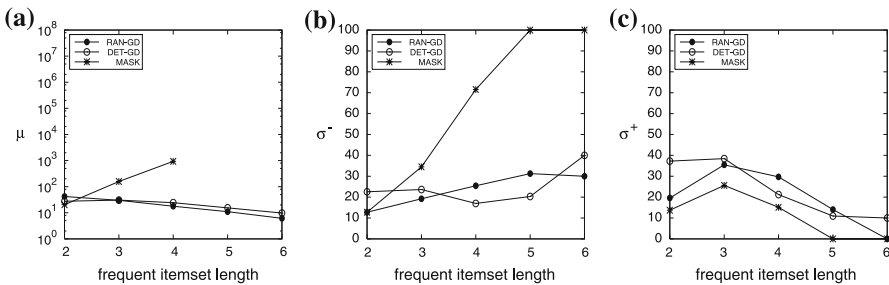 (a)
10^8
10^7
10^6
10^5
10^4
10^3
10^2
10^1
10^0
μ
RAN-GD
DET-GD
MASK
2 3 4 5 6
frequent itemset length
(b)
100
90
80
70
60
50
40
30
20
10
0
σ^-
RAN-GD
DET-GD
MASK
2 3 4 5 6
frequent itemset length
(c)
100
90
80
70
60
50
40
30
20
10
0
σ^+
RAN-GD
DET-GD
MASK
2 3 4 5 6
frequent itemset length